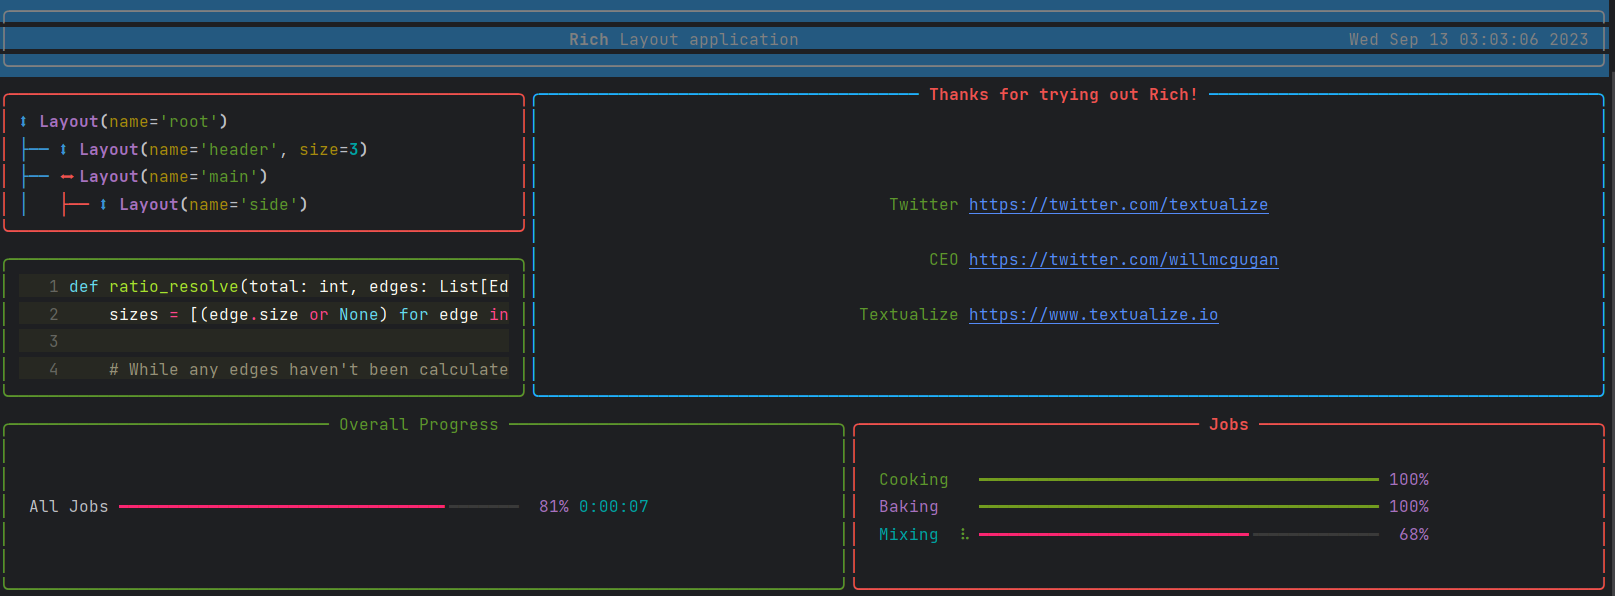 Rich Layout application Wed Sep 13 03:03:06 2023
Layout(name='root')
Layout(name='header', size=3)
Layout(name='main')
Layout(name='side')
1 def ratio_resolve(total: int, edges: List[Ed
2 sizes = [(edge.size or None) for edge in
3
4 # While any edges haven't been calculate
Thanks for trying out Rich!
Twitter https://twitter.com/textualize
CEO https://twitter.com/willmcgugan
Textualize https://www.textualize.io
Overall Progress
All Jobs 81% 0:00:07
Jobs
Cooking 100%
Baking 100%
Mixing 68%